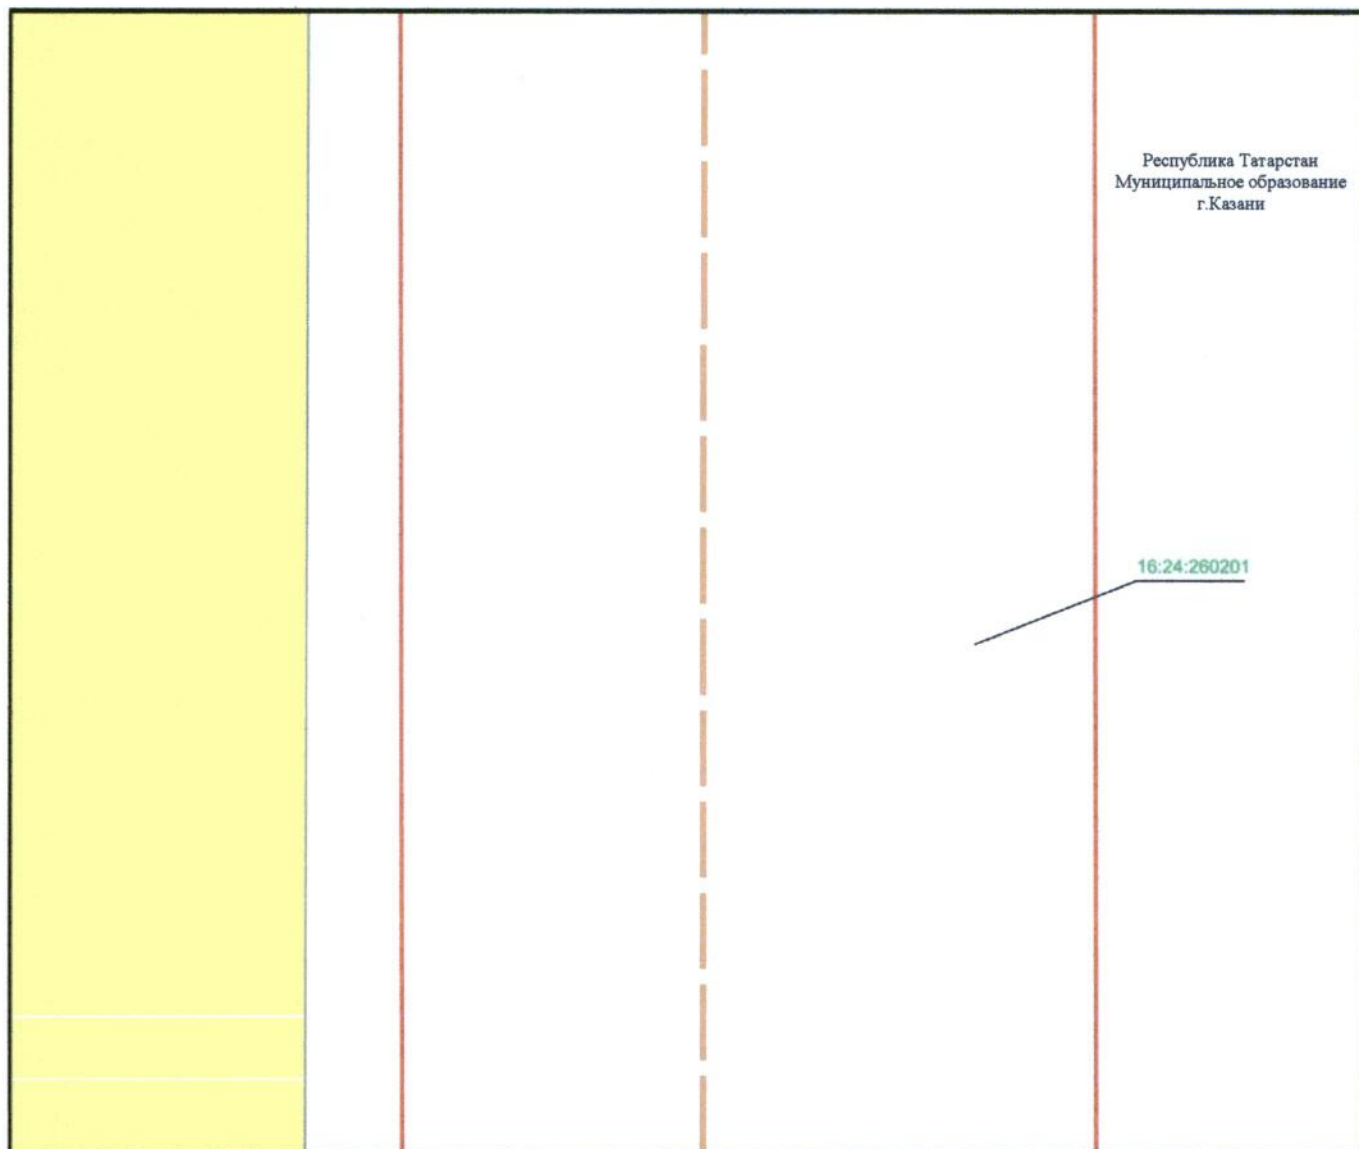 Республика Татарстан
Муниципальное образование
г.Казани
16:24:260201